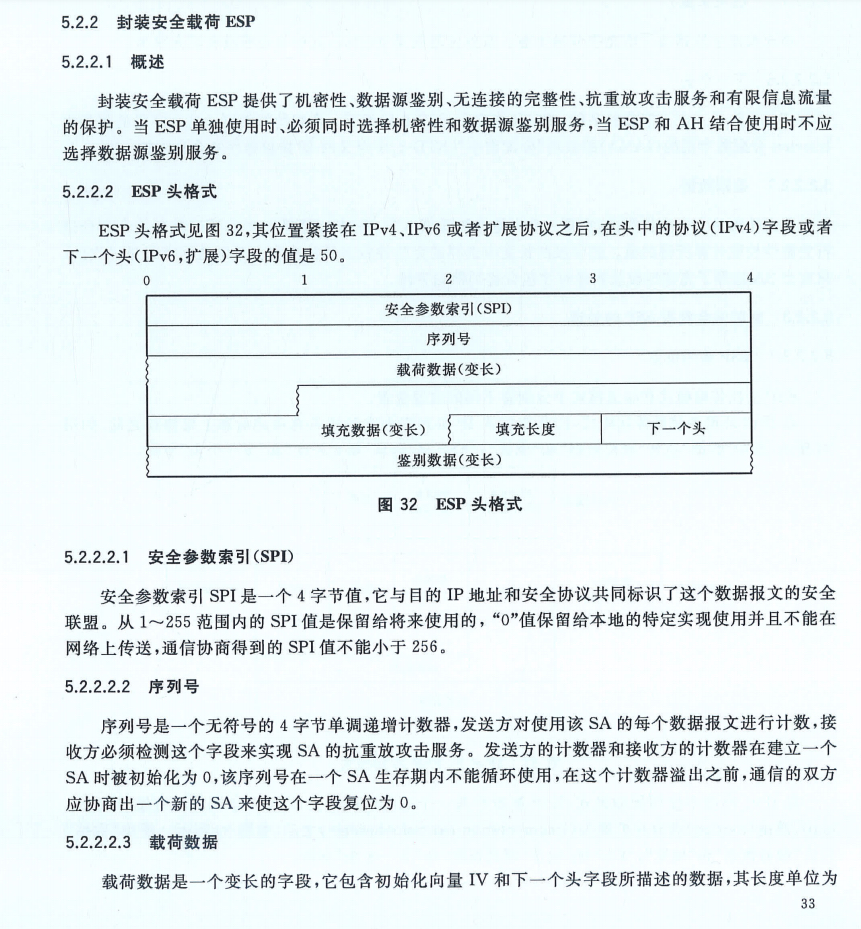 5.2.2 封装安全载荷 ESP
5.2.2.1 概述
封装安全载荷 ESP 提供了机密性、数据源鉴别、无连接的完整性、抗重放攻击服务和有限信息流量
的保护。当 ESP 单独使用时、必须同时选择机密性和数据源鉴别服务,当 ESP 和 AH 结合使用时不应
选择数据源鉴别服务。
5.2.2.2 ESP 头格式
ESP 头格式见图 32,其位置紧接在 IPv4、IPv6 或者扩展协议之后,在头中的协议(IPv4)字段或者
下一个头(IPv6,扩展)字段的值是 50。
0 1 2 3 4
安全参数索引(SPI)
序列号
载荷数据(变长)
填充数据(变长) 填充长度 下一个头
鉴别数据(变长)
图 32 ESP 头格式
5.2.2.2.1 安全参数索引(SPI)
安全参数索引 SPI 是一个 4 字节值,它与目的 IP 地址和安全协议共同标识了这个数据报文的安全
联盟。从 1～255 范围内的 SPI 值是保留给将来使用的,“0”值保留给本地的特定实现使用并且不能在
网络上传送,通信协商得到的 SPI 值不能小于 256。
5.2.2.2.2 序列号
序列号是一个无符号的 4 字节单调递增计数器,发送方对使用该 SA 的每个数据报文进行计数,接
收方必须检测这个字段来实现 SA 的抗重放攻击服务。发送方的计数器和接收方的计数器在建立一个
SA 时被初始化为 0,该序列号在一个 SA 生存期内不能循环使用,在这个计数器溢出之前,通信的双方
应协商出一个新的 SA 来使这个字段复位为 0。
5.2.2.2.3 载荷数据
载荷数据是一个变长的字段,它包含初始化向量 IV 和下一个头字段所描述的数据,其长度单位为
33